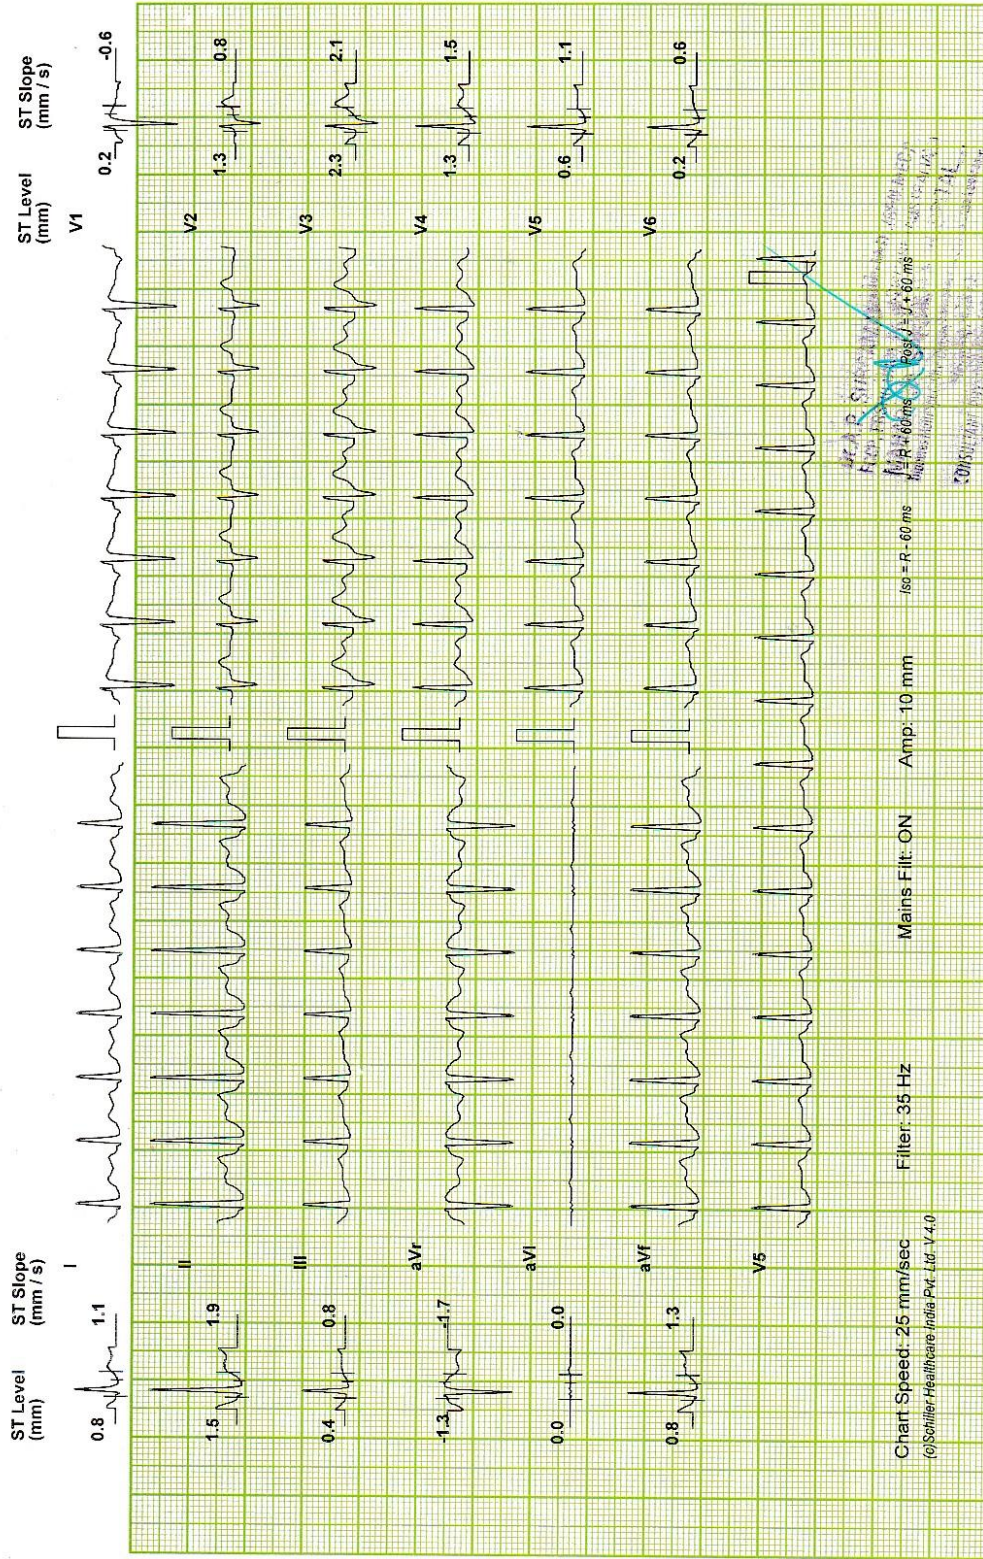 ST Level
(mm)
ST Slope
(mm / s)
I
0.8
1.1
II
1.5
1.9
III
0.4
0.8
aVr
-1.3
-1.7
aVl
0.0
0.0
aVf
0.8
1.3
V5
ST Level
(mm)
ST Slope
(mm / s)
V1
0.2
-0.6
V2
1.3
0.8
V3
2.3
2.1
V4
1.3
1.5
V5
0.6
1.1
V6
0.2
0.6
Chart Speed: 25 mm/sec
Filter: 35 Hz
Mains Filt: ON
Amp: 10 mm
Iso = R - 60 ms
J = R + 60 ms
Post J = J + 60 ms
(c)Schiller Healthcare India Pvt. Ltd. V 4.0